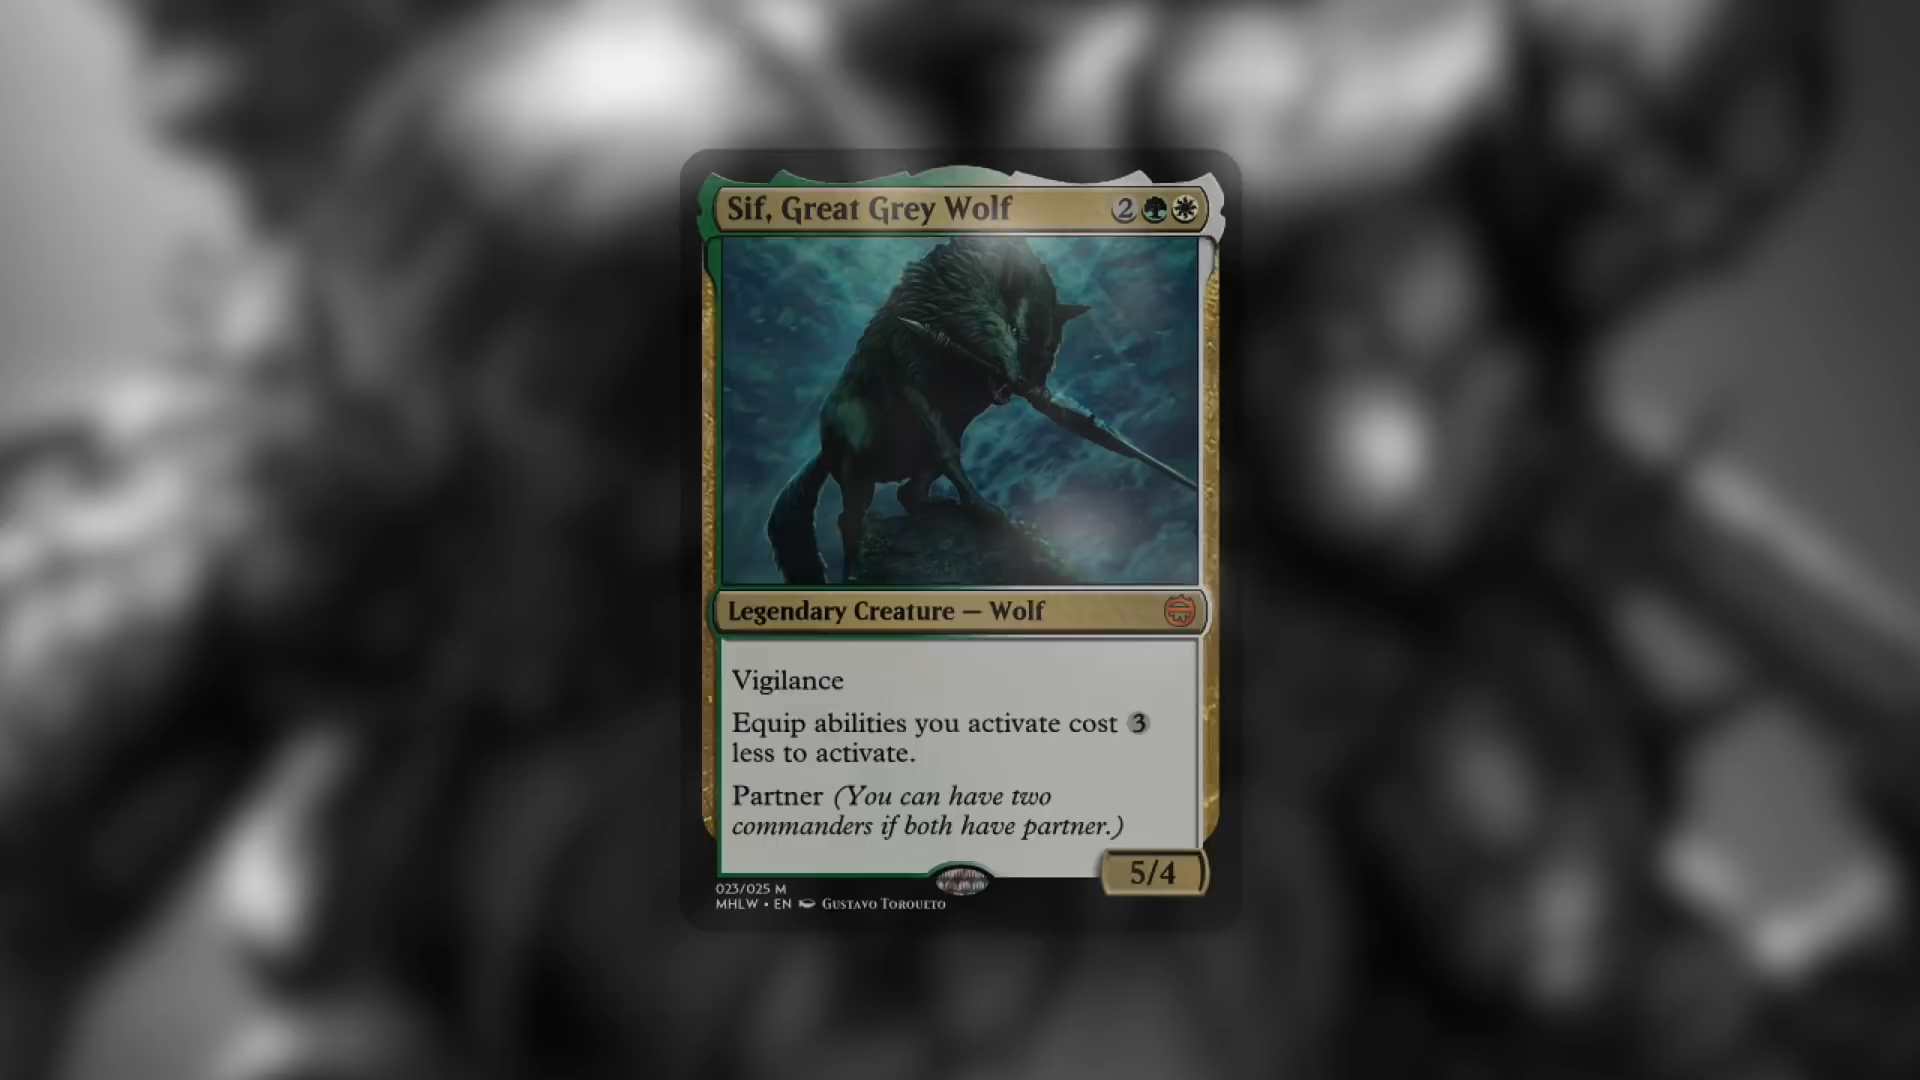 Sif, Great Grey Wolf 2
Legendary Creature — Wolf
Vigilance
Equip abilities you activate cost 3
less to activate.
Partner (You can have two
commanders if both have partner.)
5/4
023/025 M
MHLW • EN Gustavo Torqueto